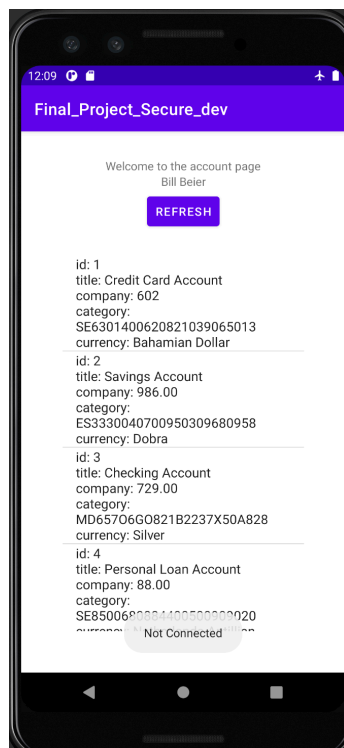 12:09
Final_Project_Secure_dev
Welcome to the account page
Bill Beier
REFRESH
id: 1
title: Credit Card Account
company: 602
category:
SE6301400620821039065013
currency: Bahamian Dollar
id: 2
title: Savings Account
company: 986.00
category:
ES3330040700950309680958
currency: Dobra
id: 3
title: Checking Account
company: 729.00
category:
MD657O6GO821B2237X50A828
currency: Silver
id: 4
title: Personal Loan Account
company: 88.00
category:
SE8500680884400500909020
currency:
Not Connected